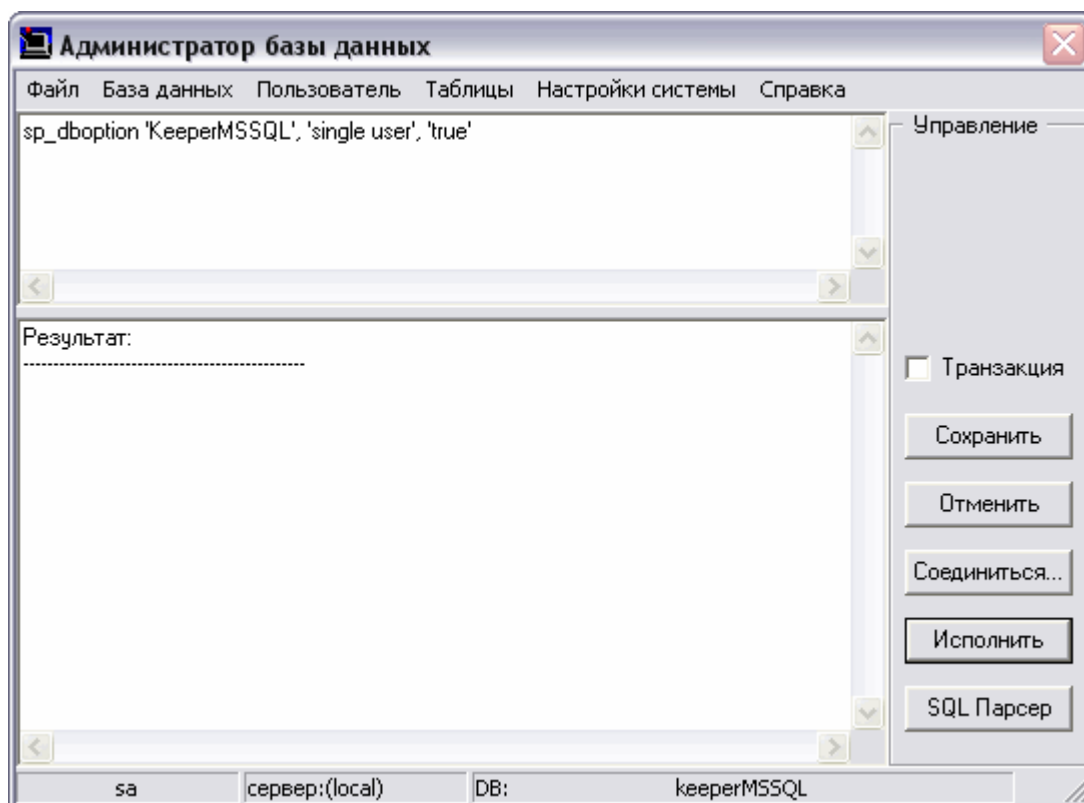 Администратор базы данных
Файл База данных Пользователь Таблицы Настройки системы Справка
sp_dboption 'KeeperMSSQL', 'single user', 'true'
Управление
Результат:
-----------------------------------------------
Транзакция
Сохранить
Отменить
Соединиться...
Исполнить
SQL Парсер
sa сервер:(local) DB: keeperMSSQL